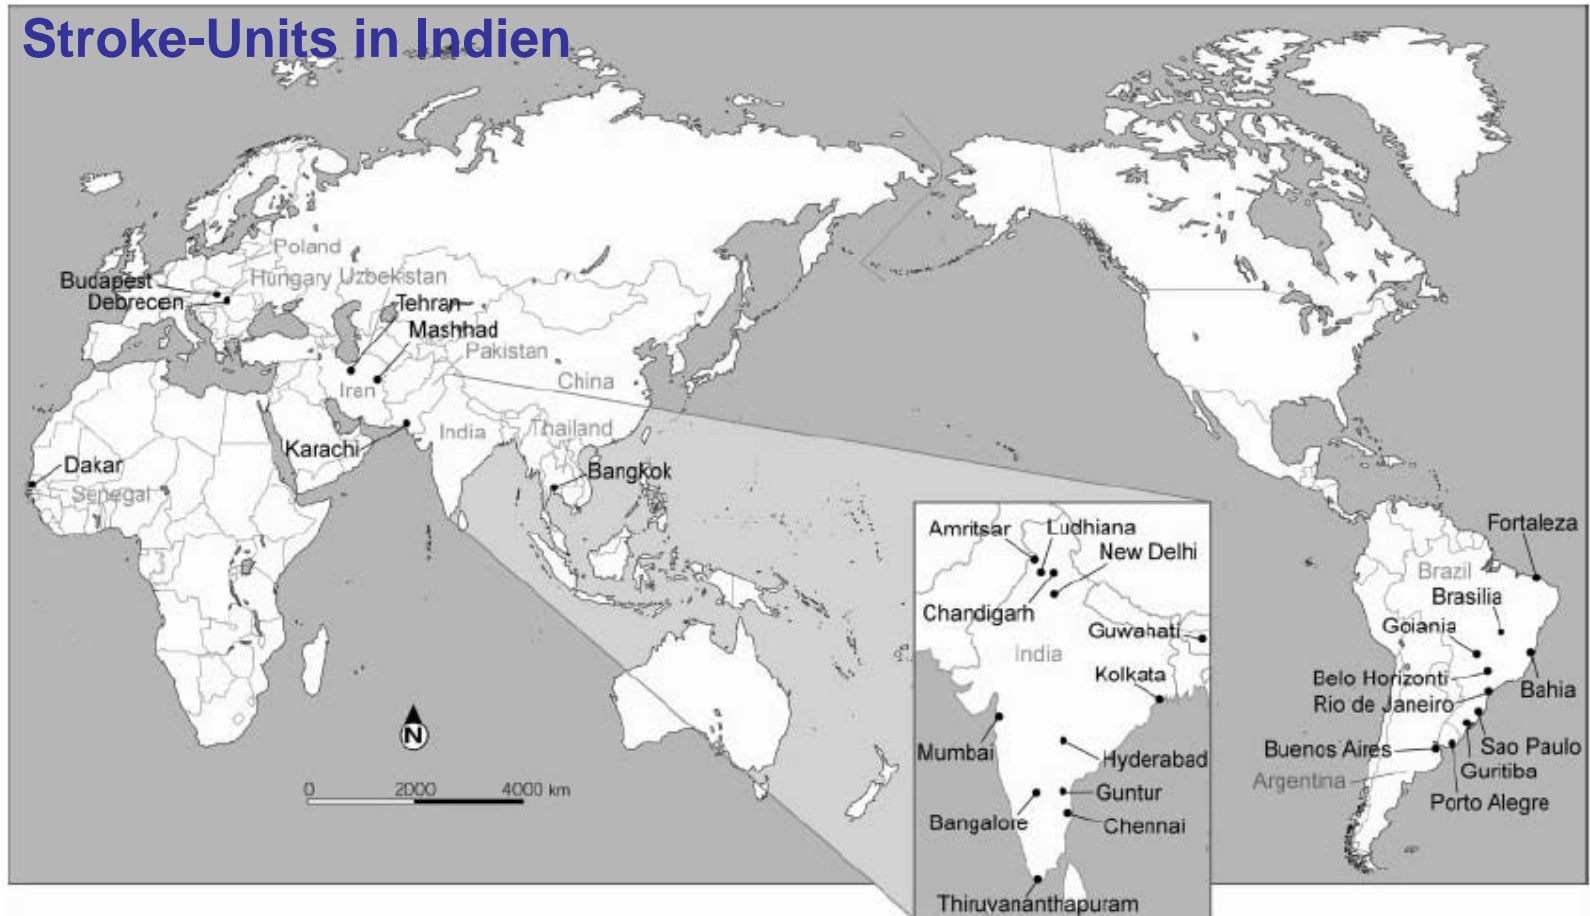 Stroke-Units in Indien
Poland
Hungary
Uzbekistan
Budapest
Debrecen
Tehran
Mashhad
Pakistan
Iran
China
India
Thailand
Karachi
Bangkok
Dakar
Senegal
N
0 2000 4000 km
Amritsar
Ludhiana
New Delhi
Chandigarh
Guwahati
India
Kolkata
Mumbai
Hyderabad
Guntur
Bangalore
Chennai
Thiruvananthapuram
Fortaleza
Brazil
Brasilia
Goiania
Belo Horizonti
Bahia
Rio de Janeiro
Buenos Aires
Sao Paulo
Guritiba
Argentina
Porto Alegre